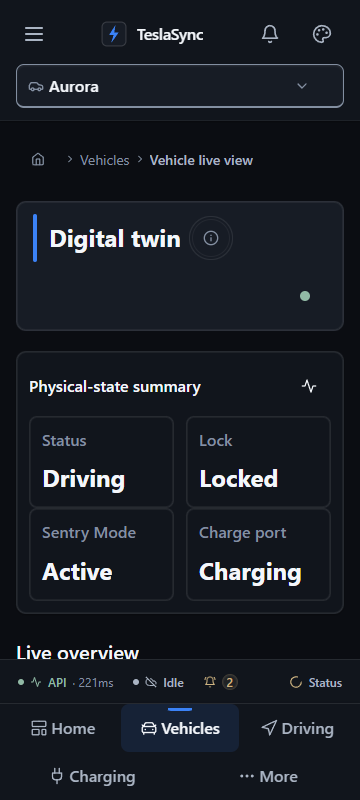 TeslaSync
Aurora
Vehicles
Vehicle live view
Digital twin
Physical-state summary
Status
Driving
Lock
Locked
Sentry Mode
Active
Charge port
Charging
Live overview
API · 221ms
Idle
2
Status
Home
Vehicles
Driving
Charging
More